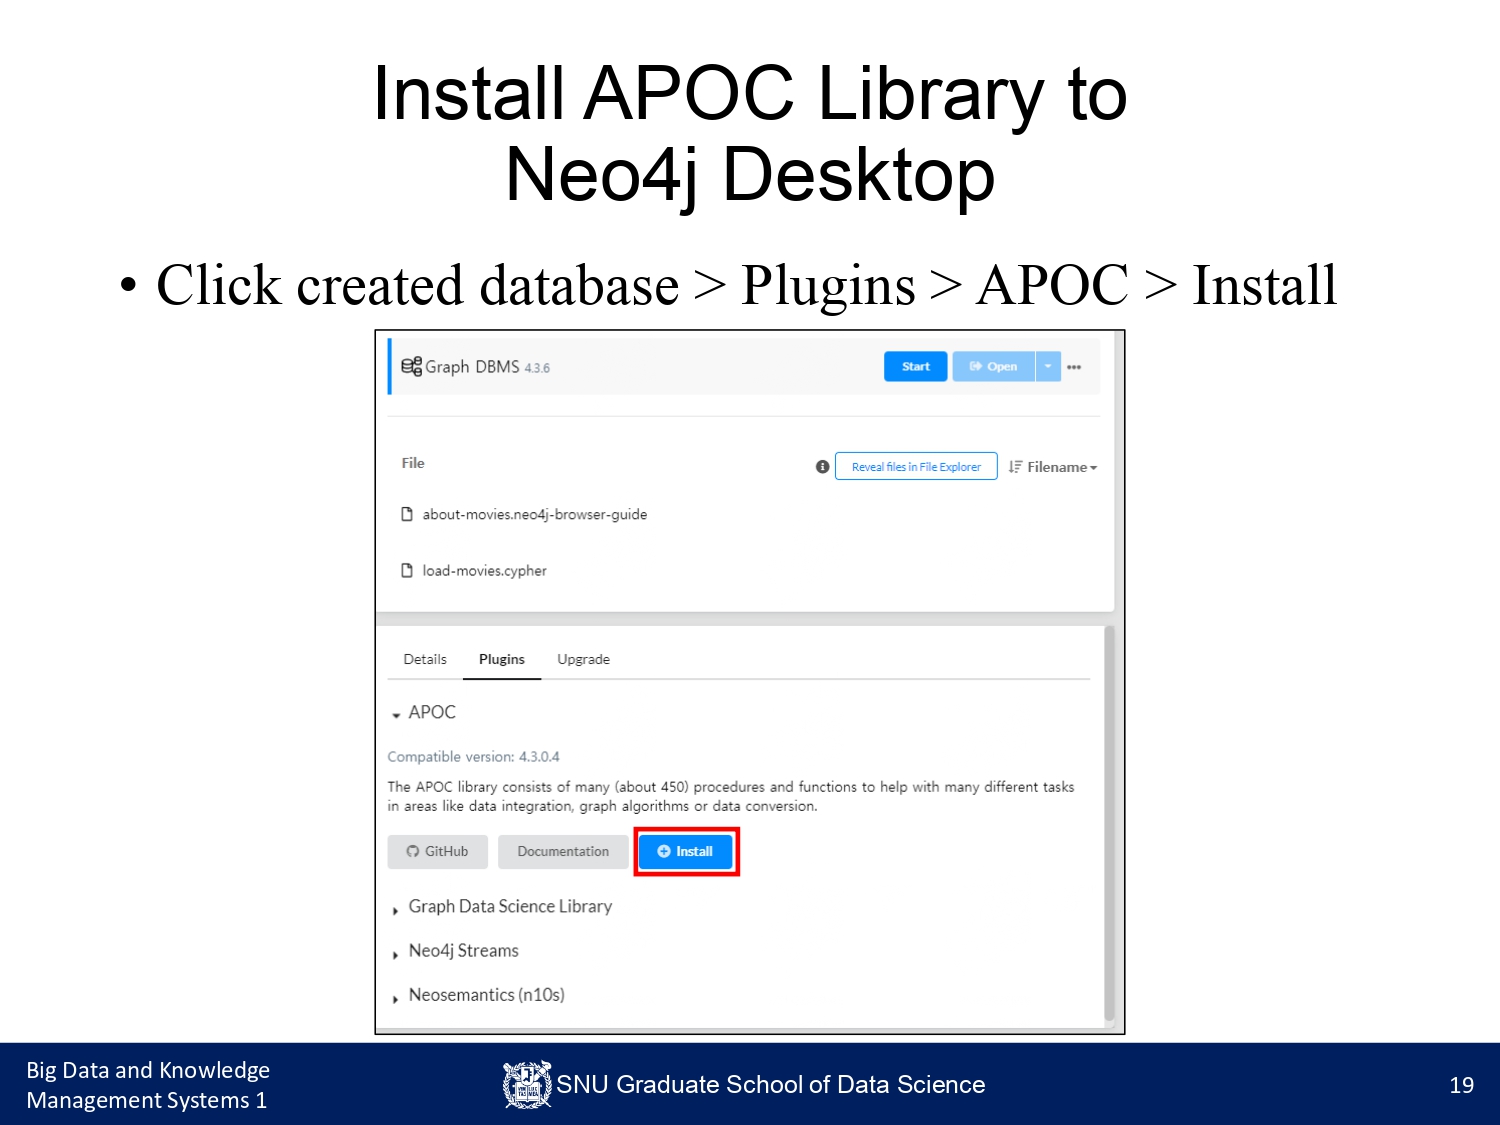 Install APOC Library to
Neo4j Desktop
• Click created database > Plugins > APOC > Install
Graph DBMS 4.3.6
Start
Open
File
Reveal files in File Explorer
Filename
about-movies.neo4j-browser-guide
load-movies.cypher
Details
Plugins
Upgrade
APOC
Compatible version: 4.3.0.4
The APOC library consists of many (about 450) procedures and functions to help with many different tasks
in areas like data integration, graph algorithms or data conversion.
GitHub
Documentation
Install
Graph Data Science Library
Neo4j Streams
Neosemantics (n10s)
Big Data and Knowledge
Management Systems 1
SNU Graduate School of Data Science
19